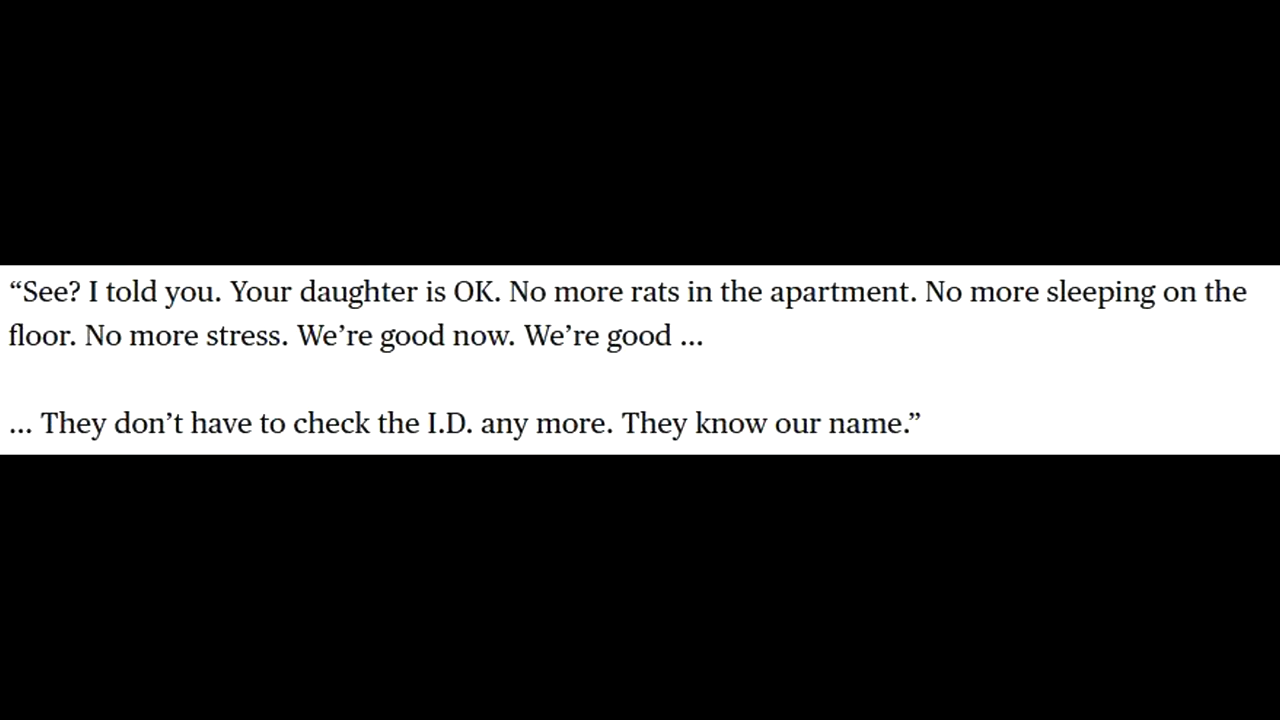 “See? I told you. Your daughter is OK. No more rats in the apartment. No more sleeping on the
floor. No more stress. We’re good now. We’re good ...
... They don’t have to check the I.D. any more. They know our name.”